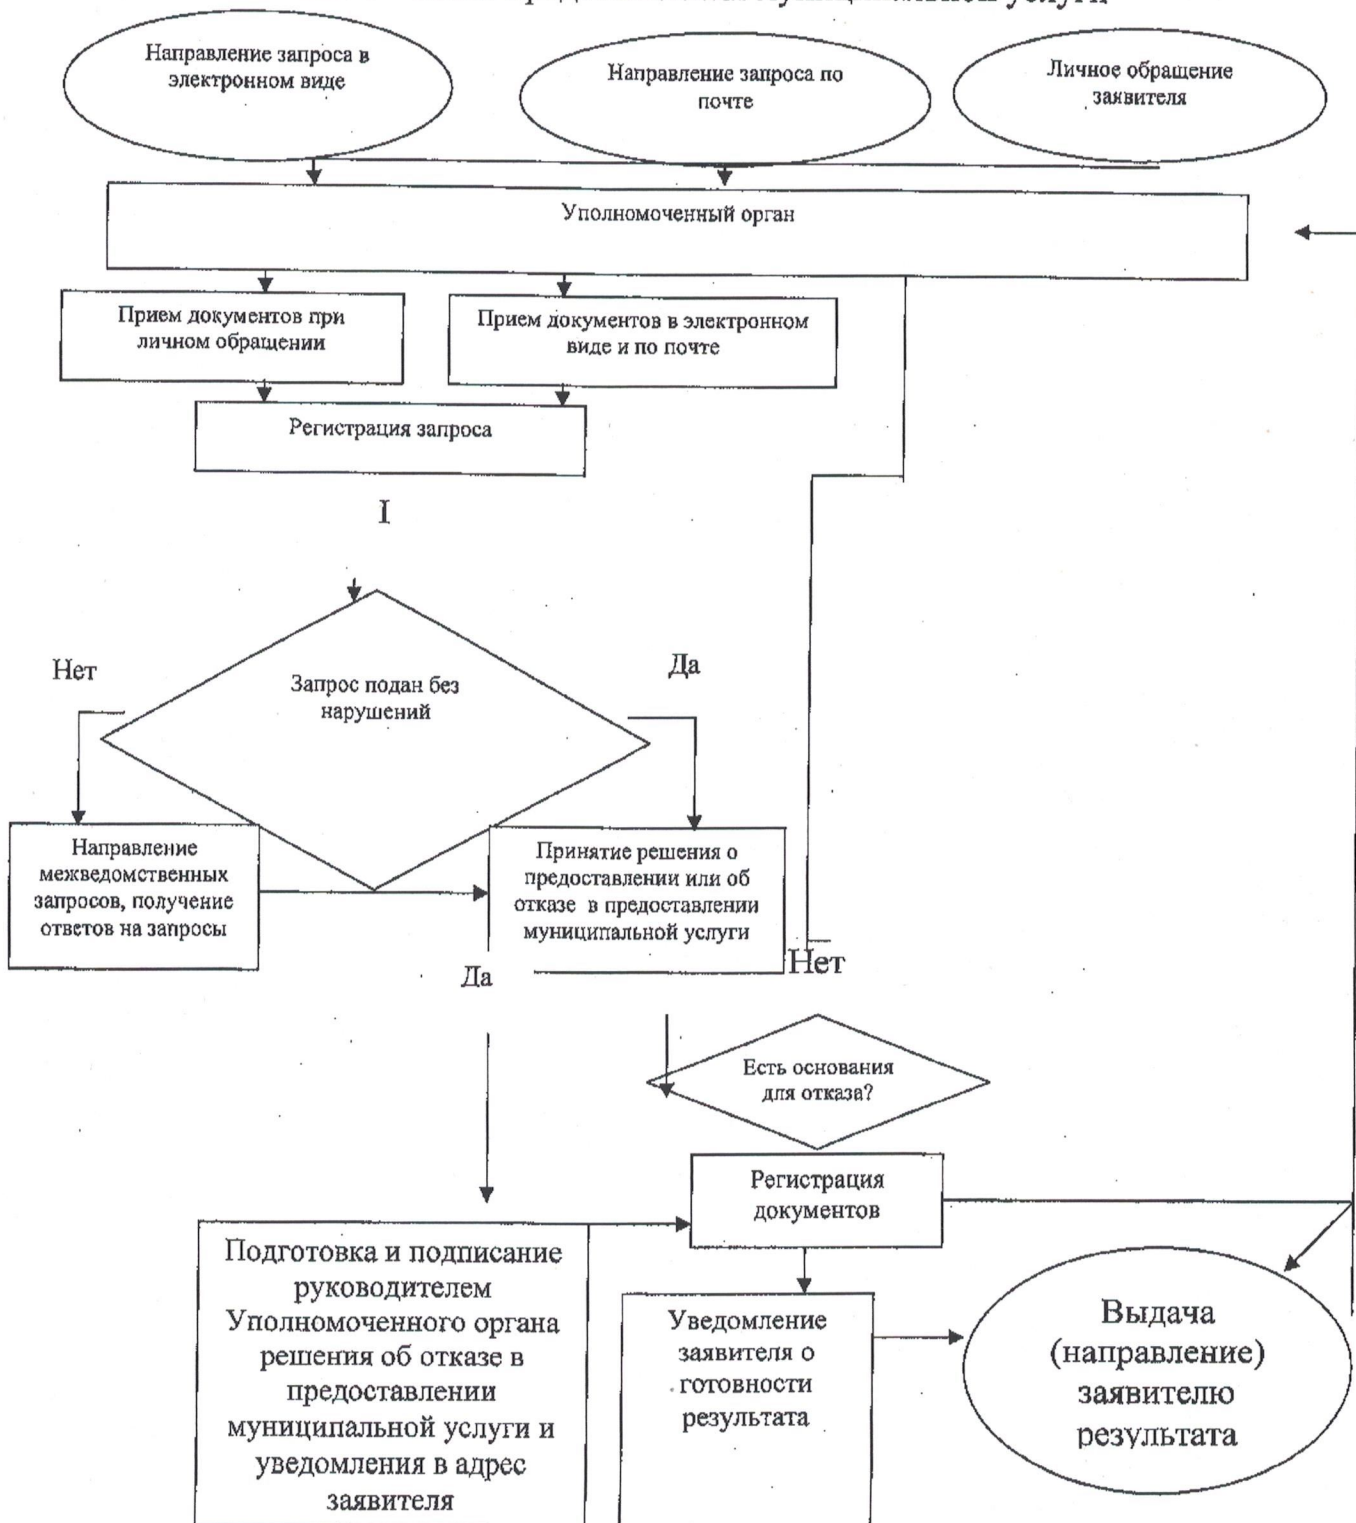 муниципальной услуги
Направление запроса в
электронном виде
Направление запроса по
почте
Личное обращение
заявителя
Уполномоченный орган
Прием документов при
личном обращении
Прием документов в электронном
виде и по почте
Регистрация запроса
I
Нет
Да
Запрос подан без
нарушений
Направление
межведомственных
запросов, получение
ответов на запросы
Принятие решения о
предоставлении или об
отказе в предоставлении
муниципальной услуги
Да
Нет
Есть основания
для отказа?
Регистрация
документов
Подготовка и подписание
руководителем
Уполномоченного органа
решения об отказе в
предоставлении
муниципальной услуги и
уведомления в адрес
заявителя
Уведомление
заявителя о
готовности
результата
Выдача
(направление)
заявителю
результата